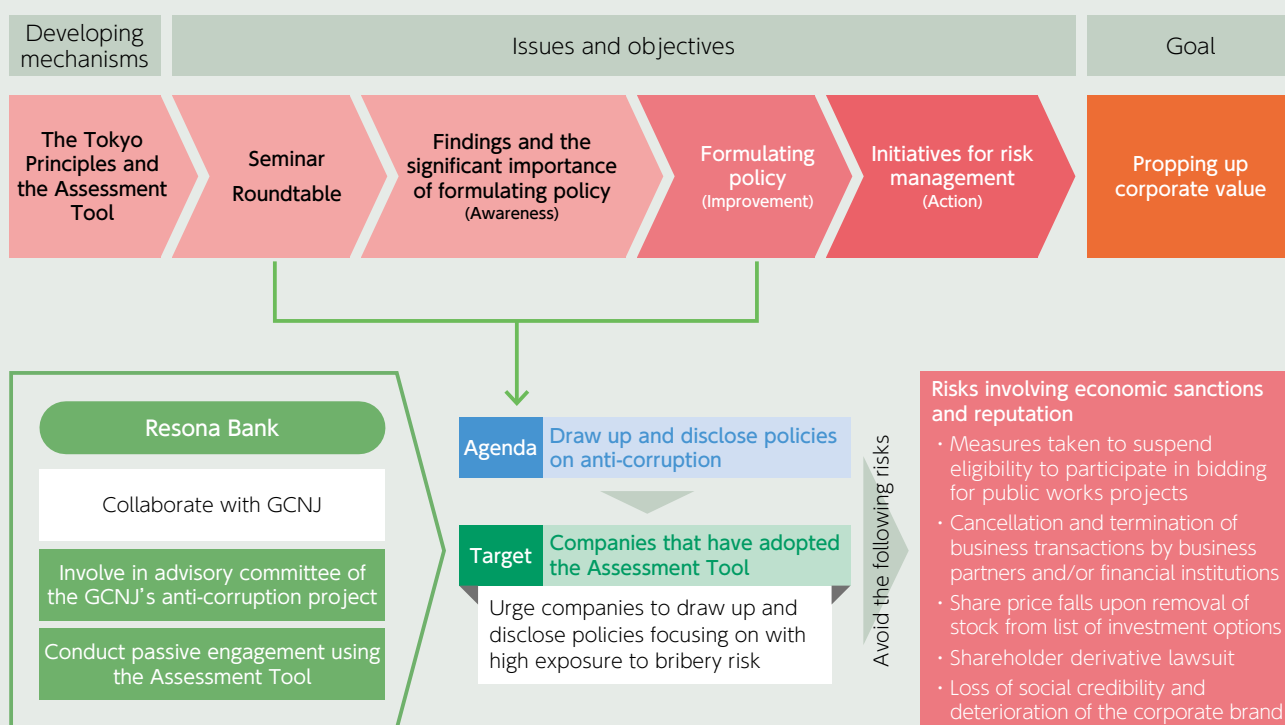 Developing
mechanisms
Issues and objectives
Goal
The Tokyo
Principles and
the Assessment
Tool
Seminar
Roundtable
Findings and the
significant importance
of formulating policy
(Awareness)
Formulating
policy
(Improvement)
Initiatives for risk
management
(Action)
Propping up
corporate value
Resona Bank
Collaborate with GCNJ
Involve in advisory committee of
the GCNJ's anti-corruption project
Conduct passive engagement using
the Assessment Tool
Agenda
Draw up and disclose policies
on anti-corruption
Target
Companies that have adopted
the Assessment Tool
Urge companies to draw up and
disclose policies focusing on with
high exposure to bribery risk
Avoid the following risks
Risks involving economic sanctions
and reputation
・Measures taken to suspend
eligibility to participate in bidding
for public works projects
・Cancellation and termination of
business transactions by business
partners and/or financial institutions
・Share price falls upon removal of
stock from list of investment options
・Shareholder derivative lawsuit
・Loss of social credibility and
deterioration of the corporate brand